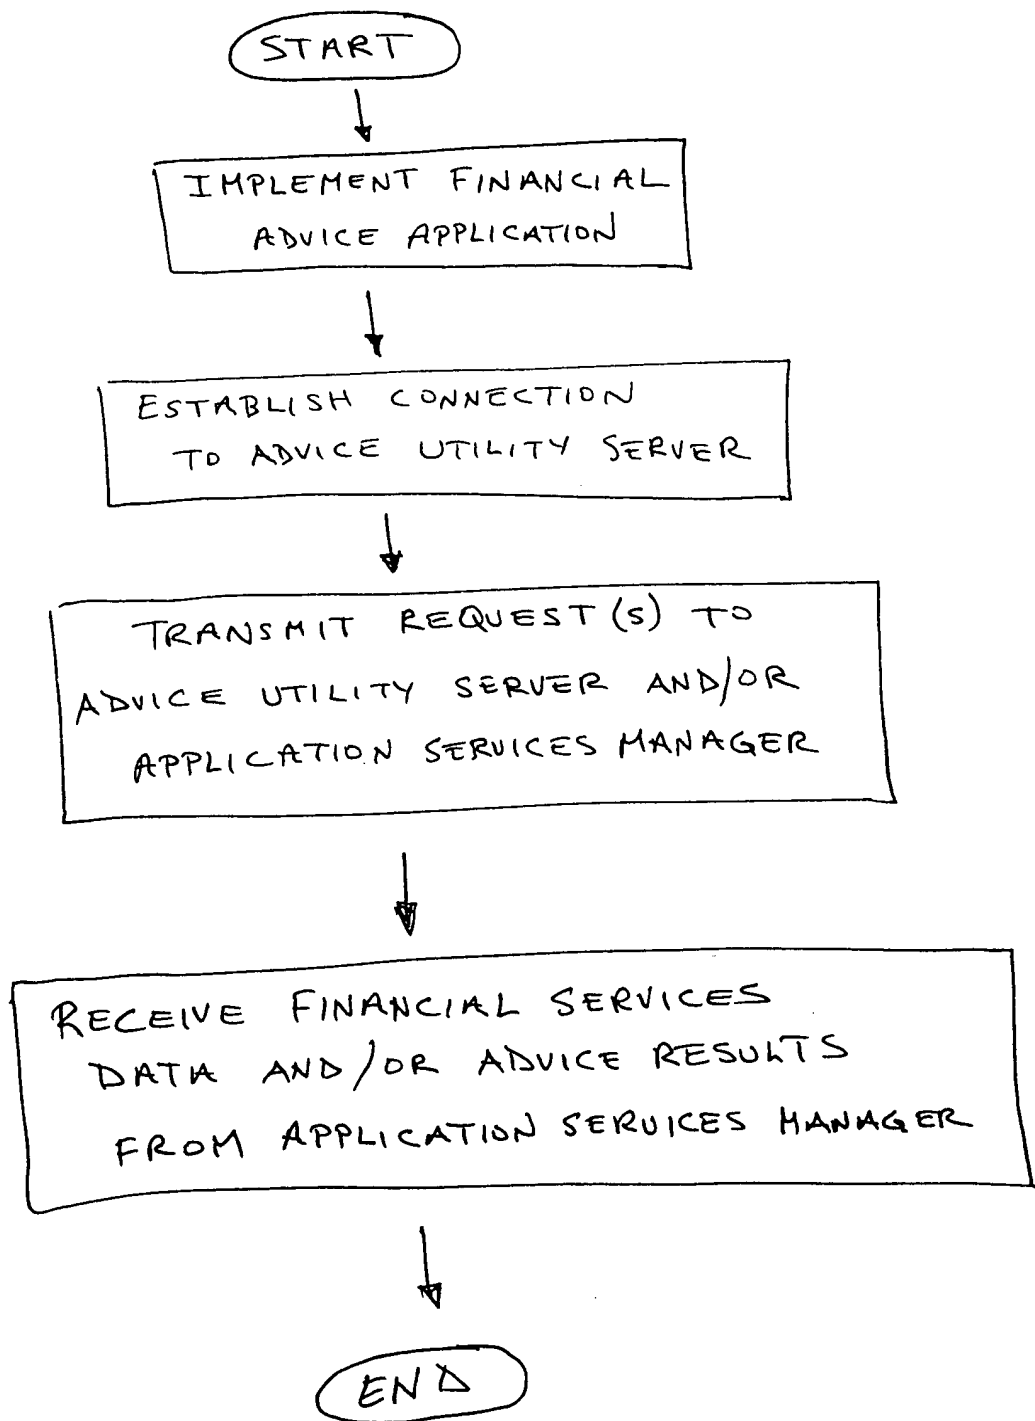 START
IMPLEMENT FINANCIAL
ADVICE APPLICATION
ESTABLISH CONNECTION
TO ADVICE UTILITY SERVER
TRANSMIT REQUEST(S) TO
ADVICE UTILITY SERVER AND/OR
APPLICATION SERVICES MANAGER
RECEIVE FINANCIAL SERVICES
DATA AND/OR ADVICE RESULTS
FROM APPLICATION SERVICES MANAGER
END